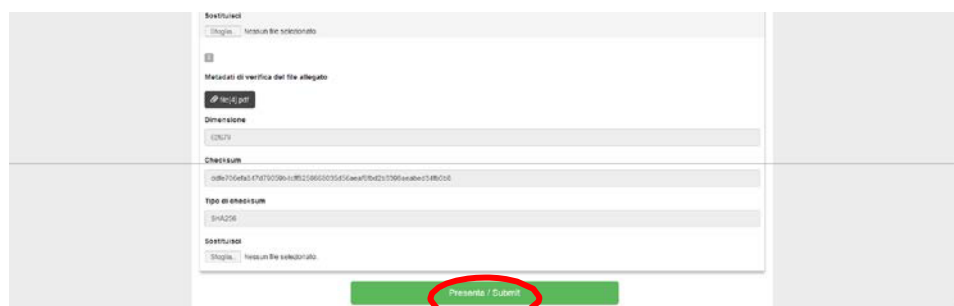 Sostituisci
Sfoglia... Nessun file selezionato.
Metadati di verifica del file allegato
file[4].pdf
Dimensione
Checksum
Tipo di checksum
SHA256
Sostituisci
Sfoglia... Nessun file selezionato.
Presenta / Submit